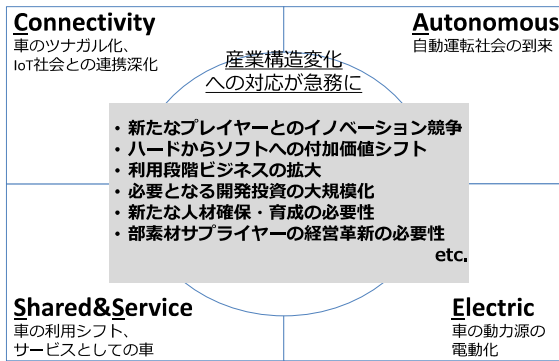 Connectivity
車のツナガル化、
IoT社会との連携深化
Autonomous
自動運転社会の到来
産業構造変化
への対応が急務に
・ 新たなプレイヤーとのイノベーション競争
・ ハードからソフトへの付加価値シフト
・ 利用段階ビジネスの拡大
・ 必要となる開発投資の大規模化
・ 新たな人材確保・育成の必要性
・ 部素材サプライヤーの経営革新の必要性
etc.
Shared&Service
車の利用シフト、
サービスとしての車
Electric
車の動力源の
電動化